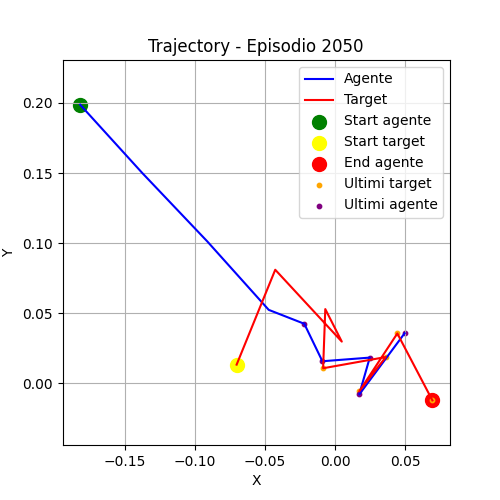 Trajectory - Episodio 2050
Agente
Target
Start agente
Start target
End agente
Ultimi target
Ultimi agente
Y
0.20
0.15
0.10
0.05
0.00
−0.15
−0.10
−0.05
0.00
0.05
X